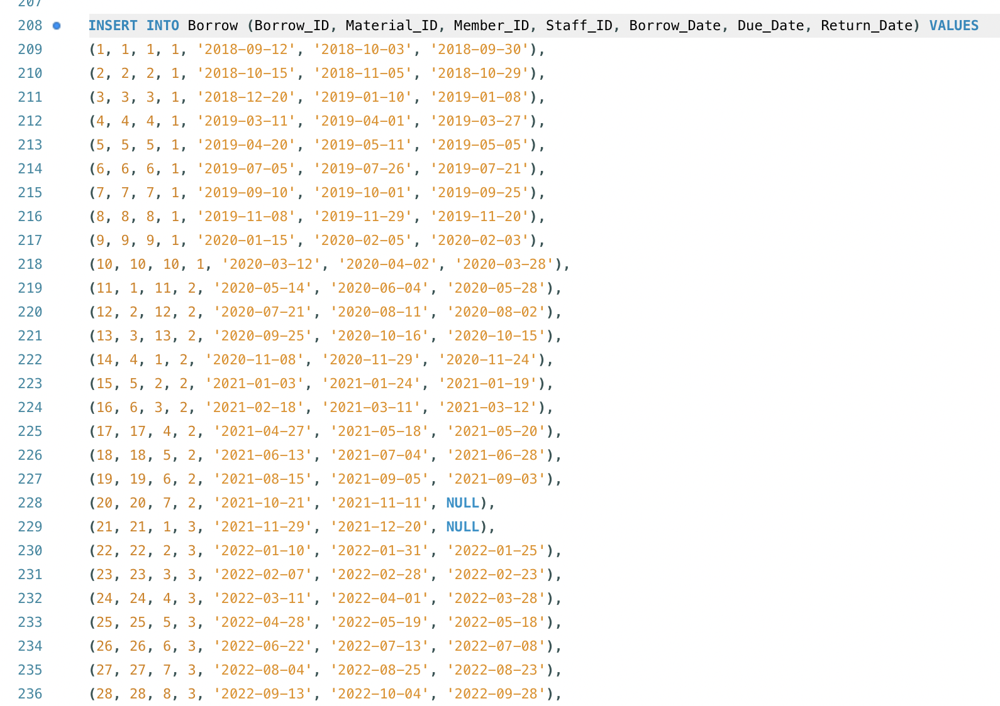 207
208 INSERT INTO Borrow (Borrow_ID, Material_ID, Member_ID, Staff_ID, Borrow_Date, Due_Date, Return_Date) VALUES
209 (1, 1, 1, 1, '2018-09-12', '2018-10-03', '2018-09-30'),
210 (2, 2, 2, 1, '2018-10-15', '2018-11-05', '2018-10-29'),
211 (3, 3, 3, 1, '2018-12-20', '2019-01-10', '2019-01-08'),
212 (4, 4, 4, 1, '2019-03-11', '2019-04-01', '2019-03-27'),
213 (5, 5, 5, 1, '2019-04-20', '2019-05-11', '2019-05-05'),
214 (6, 6, 6, 1, '2019-07-05', '2019-07-26', '2019-07-21'),
215 (7, 7, 7, 1, '2019-09-10', '2019-10-01', '2019-09-25'),
216 (8, 8, 8, 1, '2019-11-08', '2019-11-29', '2019-11-20'),
217 (9, 9, 9, 1, '2020-01-15', '2020-02-05', '2020-02-03'),
218 (10, 10, 10, 1, '2020-03-12', '2020-04-02', '2020-03-28'),
219 (11, 1, 11, 2, '2020-05-14', '2020-06-04', '2020-05-28'),
220 (12, 2, 12, 2, '2020-07-21', '2020-08-11', '2020-08-02'),
221 (13, 3, 13, 2, '2020-09-25', '2020-10-16', '2020-10-15'),
222 (14, 4, 1, 2, '2020-11-08', '2020-11-29', '2020-11-24'),
223 (15, 5, 2, 2, '2021-01-03', '2021-01-24', '2021-01-19'),
224 (16, 6, 3, 2, '2021-02-18', '2021-03-11', '2021-03-12'),
225 (17, 17, 4, 2, '2021-04-27', '2021-05-18', '2021-05-20'),
226 (18, 18, 5, 2, '2021-06-13', '2021-07-04', '2021-06-28'),
227 (19, 19, 6, 2, '2021-08-15', '2021-09-05', '2021-09-03'),
228 (20, 20, 7, 2, '2021-10-21', '2021-11-11', NULL),
229 (21, 21, 1, 3, '2021-11-29', '2021-12-20', NULL),
230 (22, 22, 2, 3, '2022-01-10', '2022-01-31', '2022-01-25'),
231 (23, 23, 3, 3, '2022-02-07', '2022-02-28', '2022-02-23'),
232 (24, 24, 4, 3, '2022-03-11', '2022-04-01', '2022-03-28'),
233 (25, 25, 5, 3, '2022-04-28', '2022-05-19', '2022-05-18'),
234 (26, 26, 6, 3, '2022-06-22', '2022-07-13', '2022-07-08'),
235 (27, 27, 7, 3, '2022-08-04', '2022-08-25', '2022-08-23'),
236 (28, 28, 8, 3, '2022-09-13', '2022-10-04', '2022-09-28'),